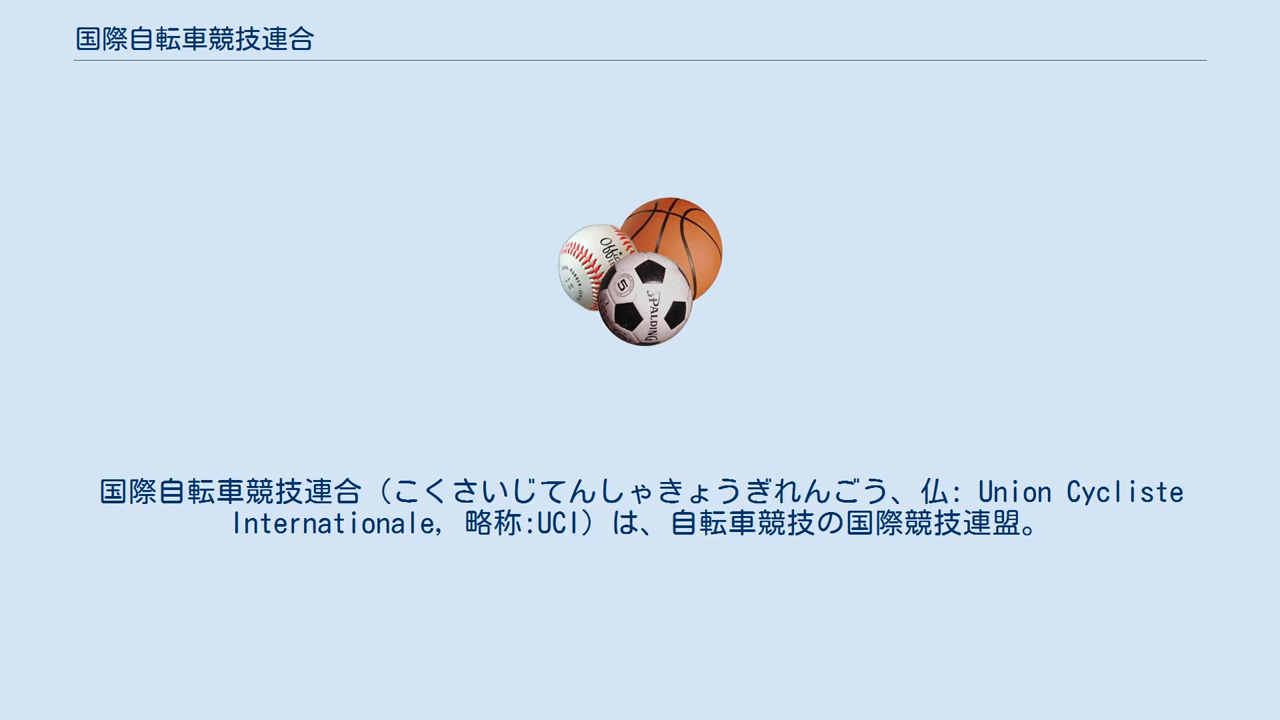 国際自転車競技連合
Offic
5
SPALDING
国際自転車競技連合（こくさいじてんしゃきょうぎれんごう、仏: Union Cycliste
Internationale, 略称:UCI）は、自転車競技の国際競技連盟。